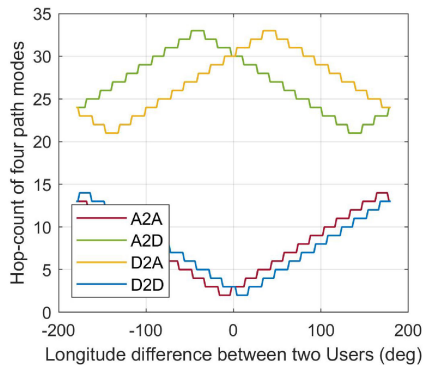 35
30
25
20
15
10
5
0
-200
-100
0
100
200
Hop-count of four path modes
Longitude difference between two Users (deg)
A2A
A2D
D2A
D2D